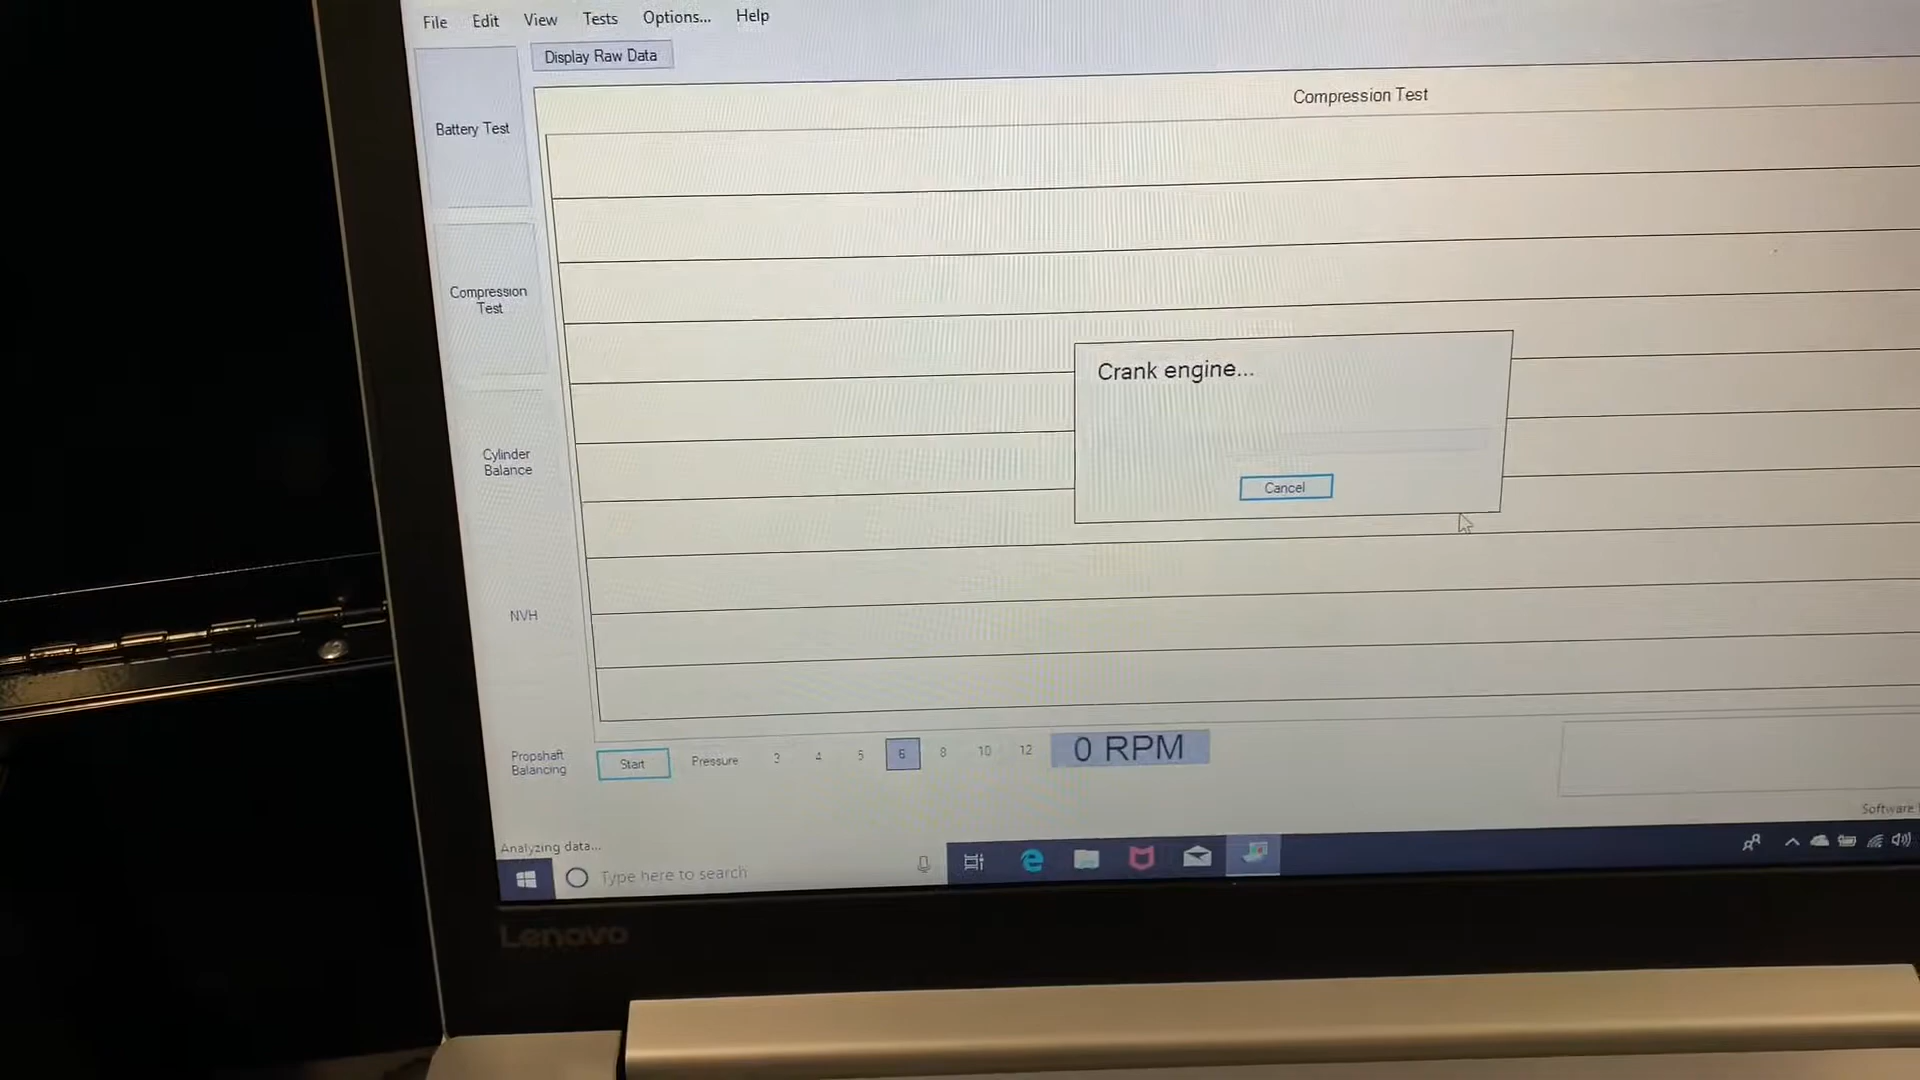 File Edit View Tests Options... Help
Display Raw Data
Compression Test
Battery Test
Compression
Test
Crank engine...
Cancel
Cylinder
Balance
NVH
Propshaft
Balancing
Start Pressure 3 4 5 6 8 10 12 0 RPM
Software
Analyzing data...
Type here to search
Lenovo